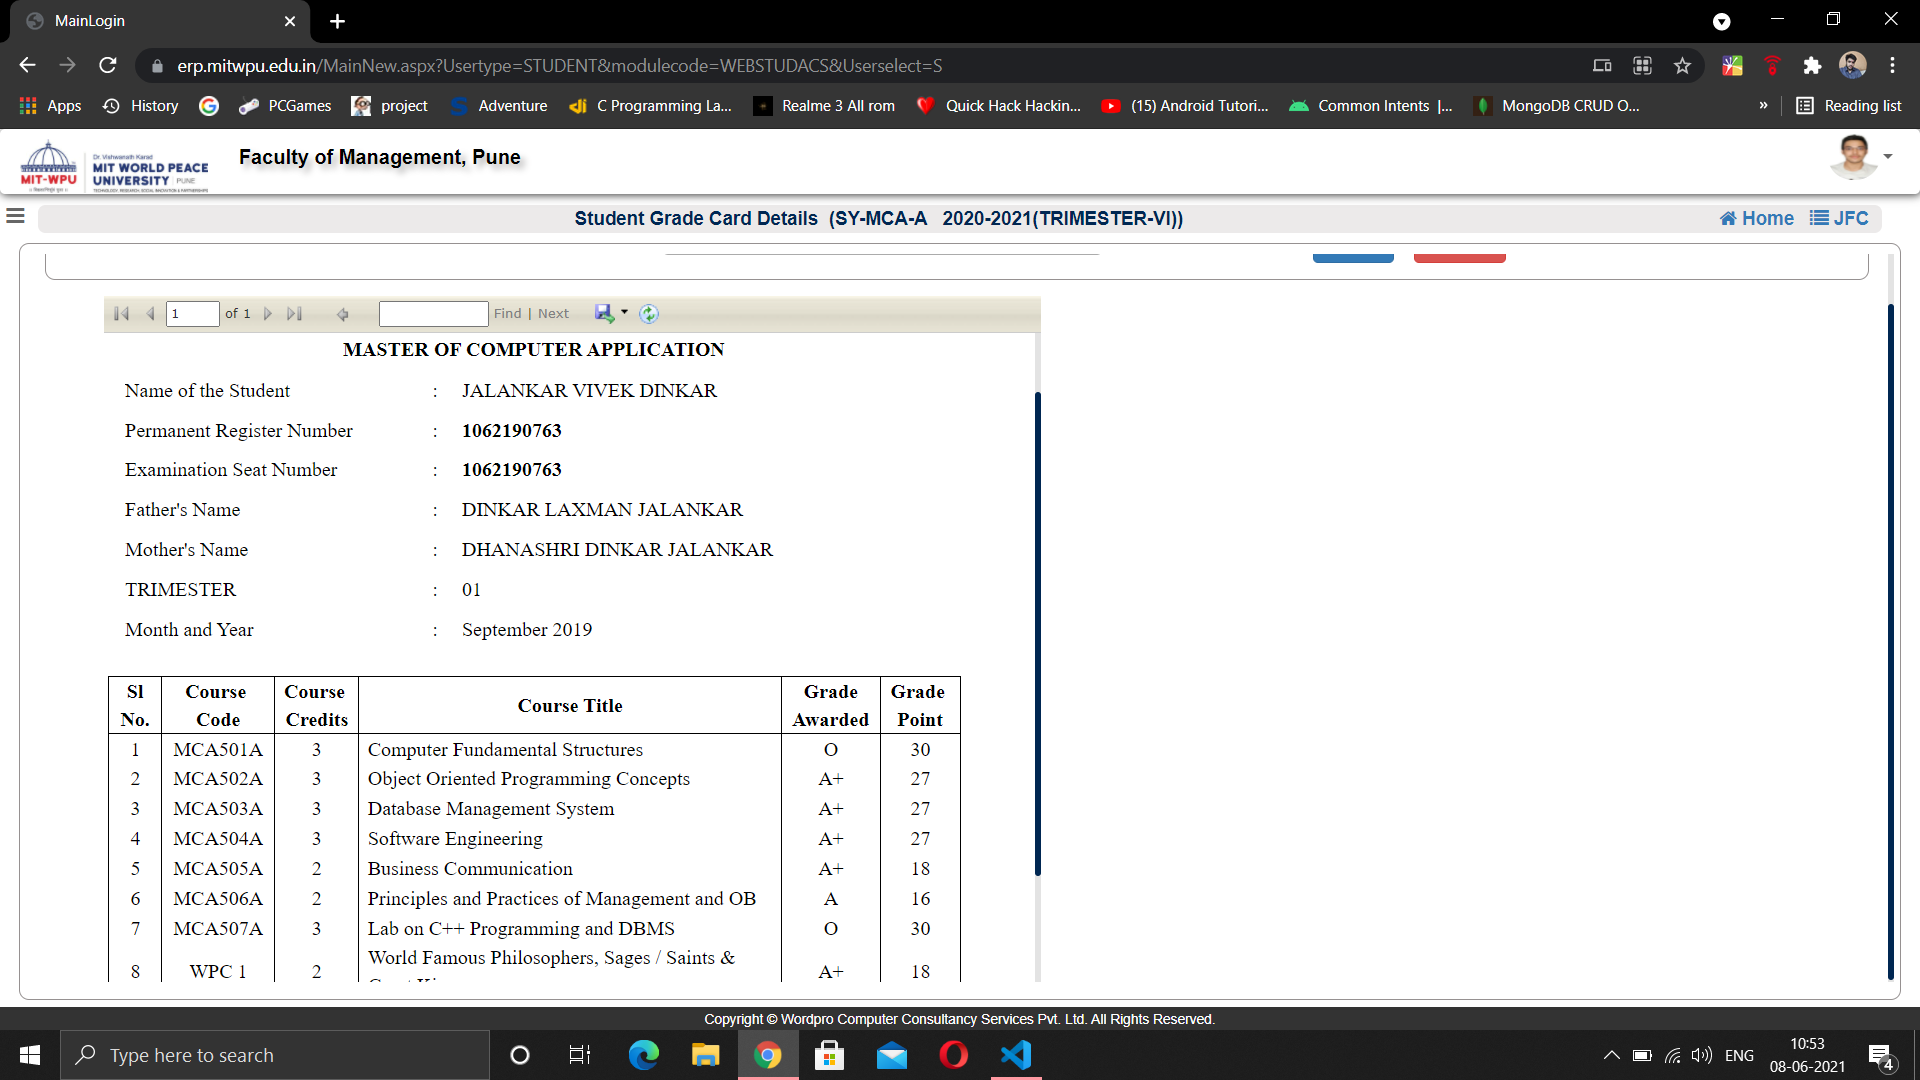 MainLogin
erp.mitwpu.edu.in/MainNew.aspx?Usertype=STUDENT&modulecode=WEBSTUDACS&Userselect=S
Apps History PCGames project Adventure C Programming La... Realme 3 All rom Quick Hack Hackin... (15) Android Tutori... Common Intents |... MongoDB CRUD O... » Reading list
Dr. Vishwanath Karad
MIT WORLD PEACE
UNIVERSITY | PUNE
MIT-WPU
Faculty of Management, Pune
Student Grade Card Details (SY-MCA-A 2020-2021(TRIMESTER-VI))
Home JFC
1 of 1 Find | Next
MASTER OF COMPUTER APPLICATION
Name of the Student : JALANKAR VIVEK DINKAR
Permanent Register Number : 1062190763
Examination Seat Number : 1062190763
Father's Name : DINKAR LAXMAN JALANKAR
Mother's Name : DHANASHRI DINKAR JALANKAR
TRIMESTER : 01
Month and Year : September 2019
Sl No. Course Code Course Credits Course Title Grade Awarded Grade Point
1 MCA501A 3 Computer Fundamental Structures O 30
2 MCA502A 3 Object Oriented Programming Concepts A+ 27
3 MCA503A 3 Database Management System A+ 27
4 MCA504A 3 Software Engineering A+ 27
5 MCA505A 2 Business Communication A+ 18
6 MCA506A 2 Principles and Practices of Management and OB A 16
7 MCA507A 3 Lab on C++ Programming and DBMS O 30
8 WPC 1 2 World Famous Philosophers, Sages / Saints & A+ 18
Copyright © Wordpro Computer Consultancy Services Pvt. Ltd. All Rights Reserved.
Type here to search
ENG
10:53
08-06-2021
4